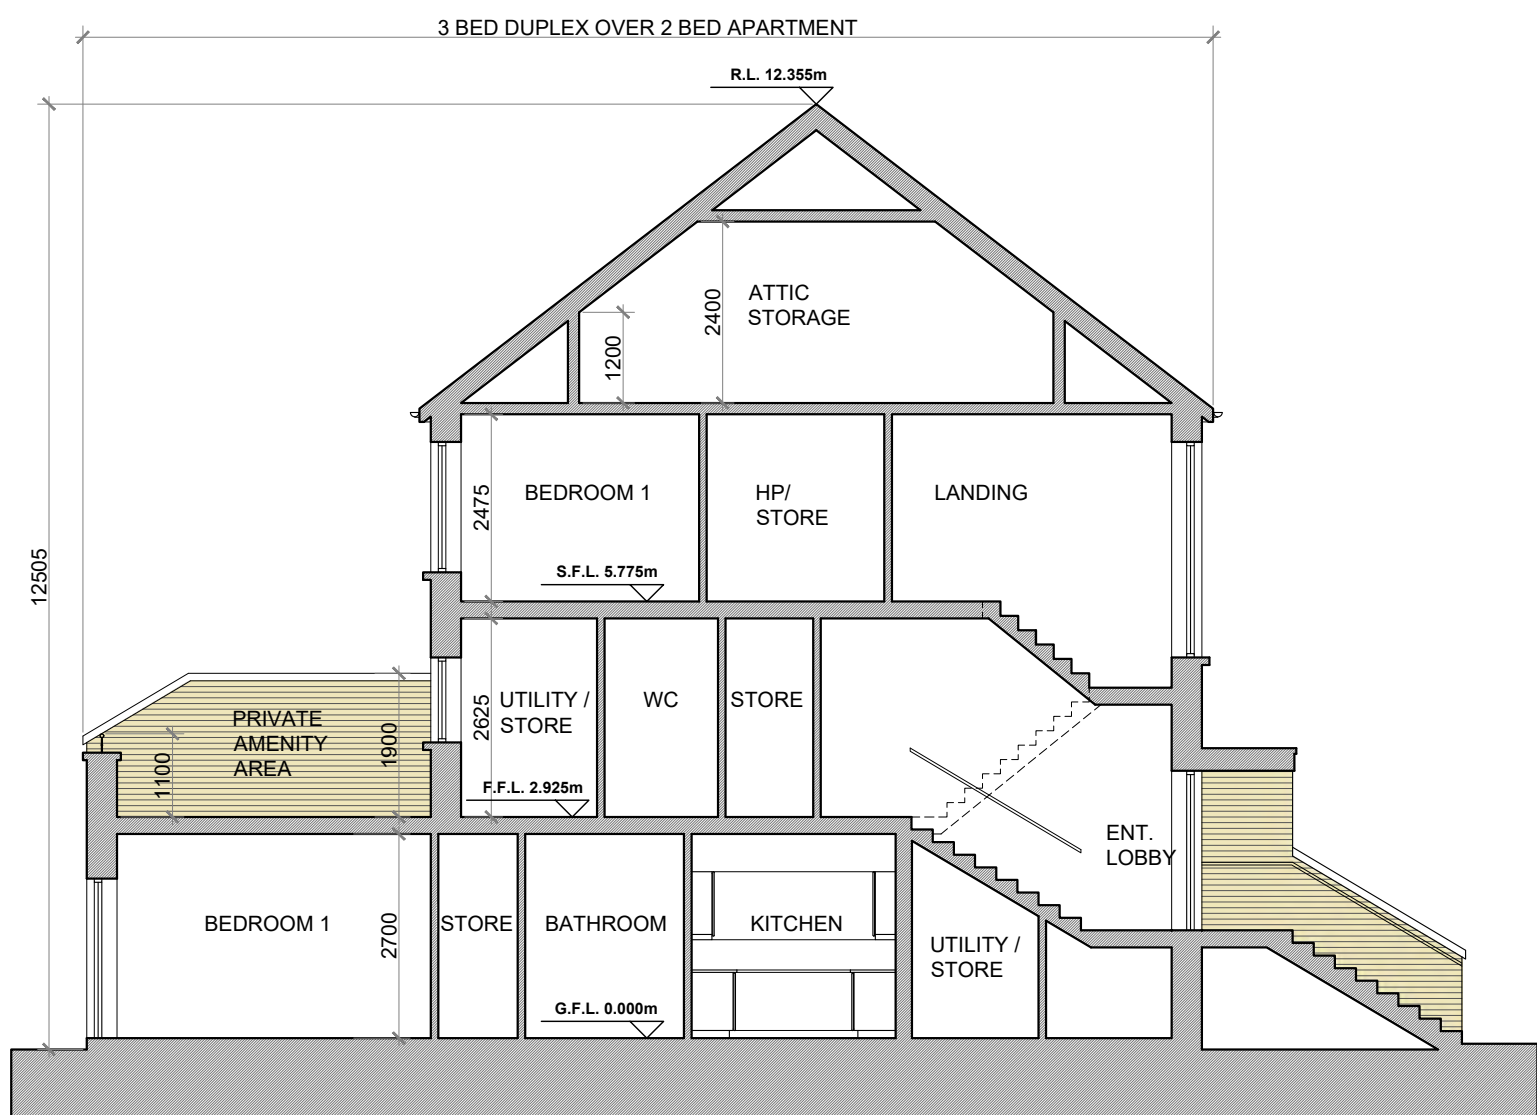 3 BED DUPLEX OVER 2 BED APARTMENT
R.L. 12.355m
ATTIC
STORAGE
2400
1200
12505
BEDROOM 1
HP/
STORE
LANDING
2475
S.F.L. 5.775m
UTILITY /
STORE
WC
STORE
2625
PRIVATE
AMENITY
AREA
1900
1100
F.F.L. 2.925m
ENT.
LOBBY
BEDROOM 1
2700
STORE
BATHROOM
KITCHEN
UTILITY /
STORE
G.F.L. 0.000m